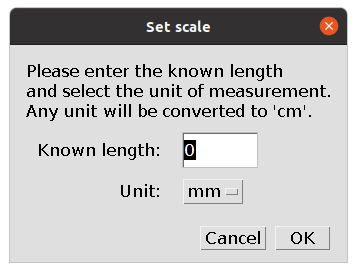 Set scale
Please enter the known length
and select the unit of measurement.
Any unit will be converted to 'cm'.
Known length: 0
Unit: mm
Cancel OK